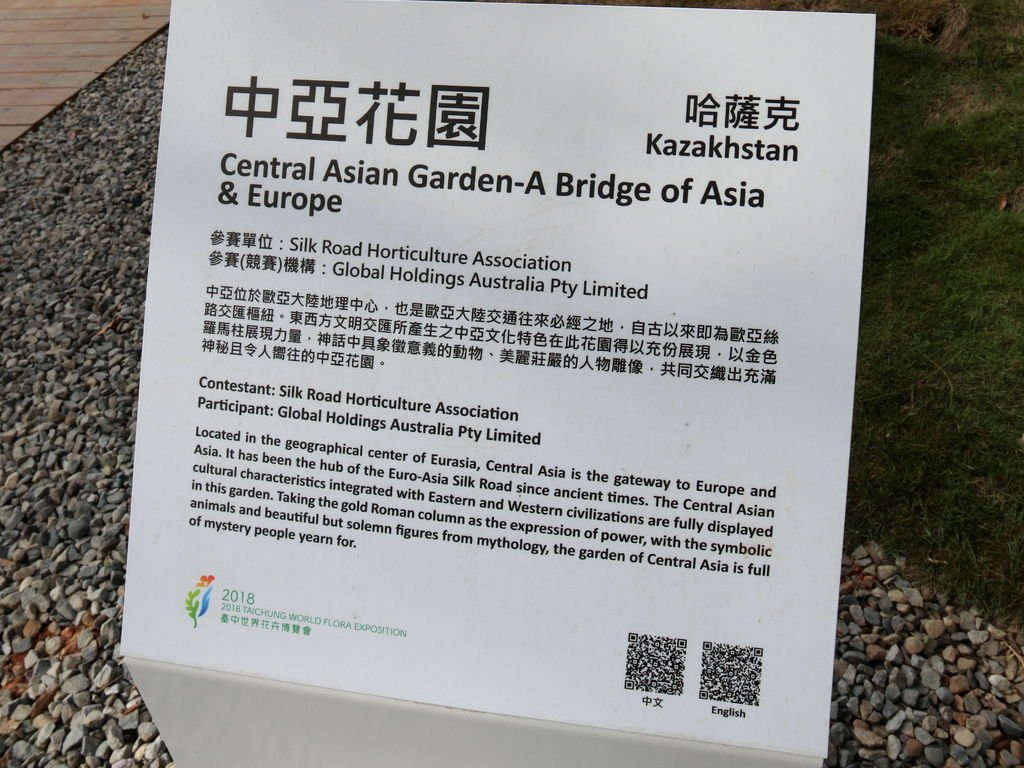 中亞花園
哈薩克
Kazakhstan
Central Asian Garden-A Bridge of Asia
& Europe
參賽單位：Silk Road Horticulture Association
參賽(競賽)機構：Global Holdings Australia Pty Limited
中亞位於歐亞大陸地理中心，也是歐亞大陸交通往來必經之地，自古以來即為歐亞絲
路交匯樞紐。東西方文明交匯所產生之中亞文化特色在此花園得以充份展現，以金色
羅馬柱展現力量，神話中具象徵意義的動物、美麗莊嚴的人物雕像，共同交織出充滿
神秘且令人嚮往的中亞花園。
Contestant: Silk Road Horticulture Association
Participant: Global Holdings Australia Pty Limited
Located in the geographical center of Eurasia, Central Asia is the gateway to Europe and
Asia. It has been the hub of the Euro-Asia Silk Road since ancient times. The Central Asian
cultural characteristics integrated with Eastern and Western civilizations are fully displayed
in this garden. Taking the gold Roman column as the expression of power, with the symbolic
animals and beautiful but solemn figures from mythology, the garden of Central Asia is full
of mystery people yearn for.
2018
2018 TAICHUNG WORLD FLORA EXPOSITION
臺中世界花卉博覽會
中文
English